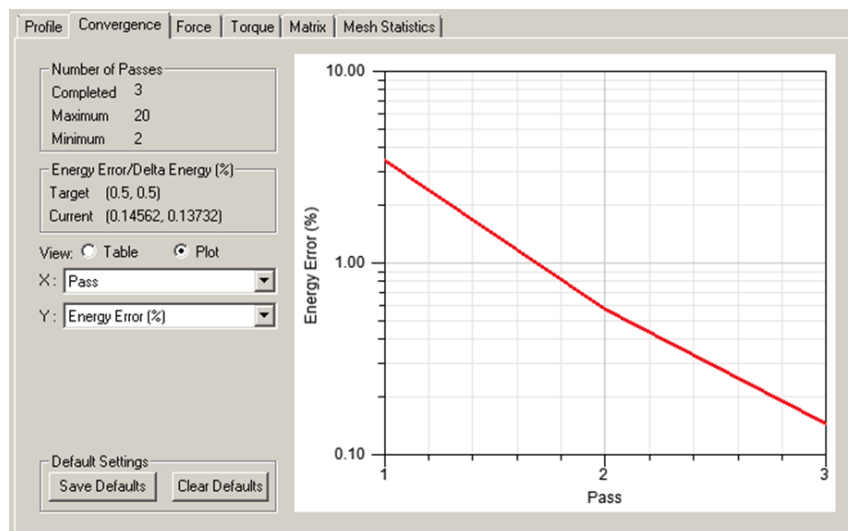 Profile Convergence Force Torque Matrix Mesh Statistics
Number of Passes
Completed 3
Maximum 20
Minimum 2
Energy Error/Delta Energy (%)
Target (0.5, 0.5)
Current (0.14562, 0.13732)
View: Table Plot
X: Pass
Y: Energy Error (%)
Default Settings
Save Defaults Clear Defaults
10.00
1.00
0.10
Energy Error (%)
1 2 3
Pass